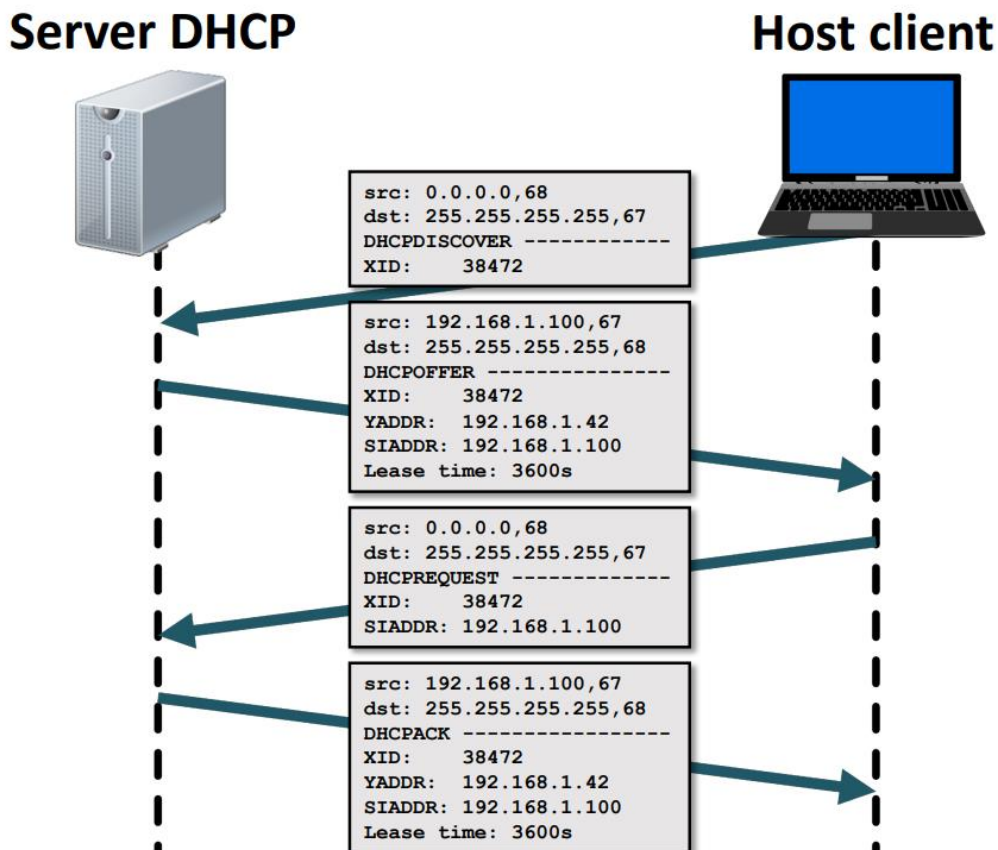 Server DHCP
Host client
src: 0.0.0.0,68
dst: 255.255.255.255,67
DHCPDISCOVER ------------
XID:    38472
src: 192.168.1.100,67
dst: 255.255.255.255,68
DHCPOFFER ---------------
XID:    38472
YADDR:  192.168.1.42
SIADDR: 192.168.1.100
Lease time: 3600s
src: 0.0.0.0,68
dst: 255.255.255.255,67
DHCPREQUEST -------------
XID:    38472
SIADDR: 192.168.1.100
src: 192.168.1.100,67
dst: 255.255.255.255,68
DHCPACK -----------------
XID:    38472
YADDR:  192.168.1.42
SIADDR: 192.168.1.100
Lease time: 3600s